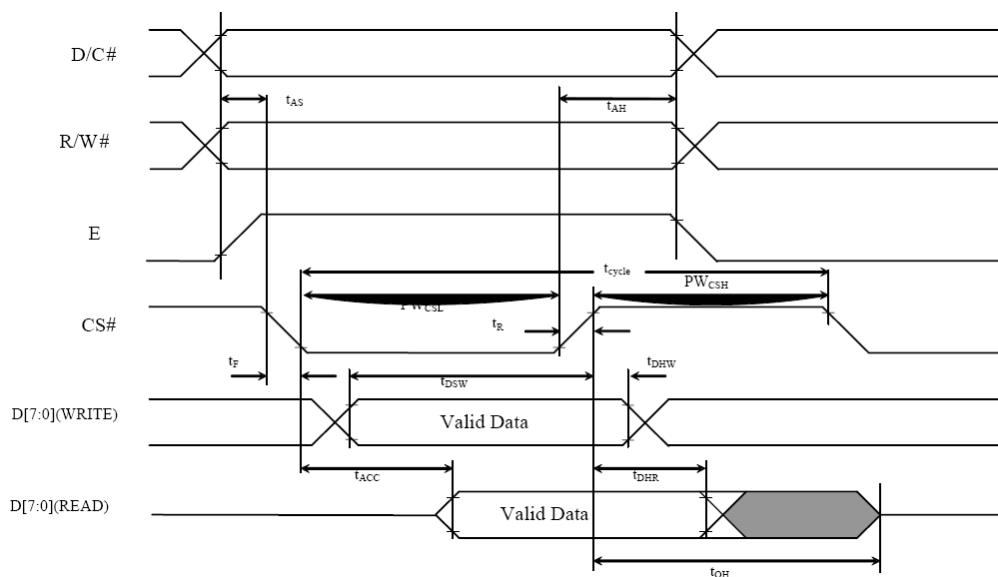 D/C#
tAS
tAH
R/W#
E
tcycle
PWCSL
PWCSH
CS#
tR
tF
tDSW
tDHW
D[7:0](WRITE)
Valid Data
tACC
tDHR
D[7:0](READ)
Valid Data
tOH